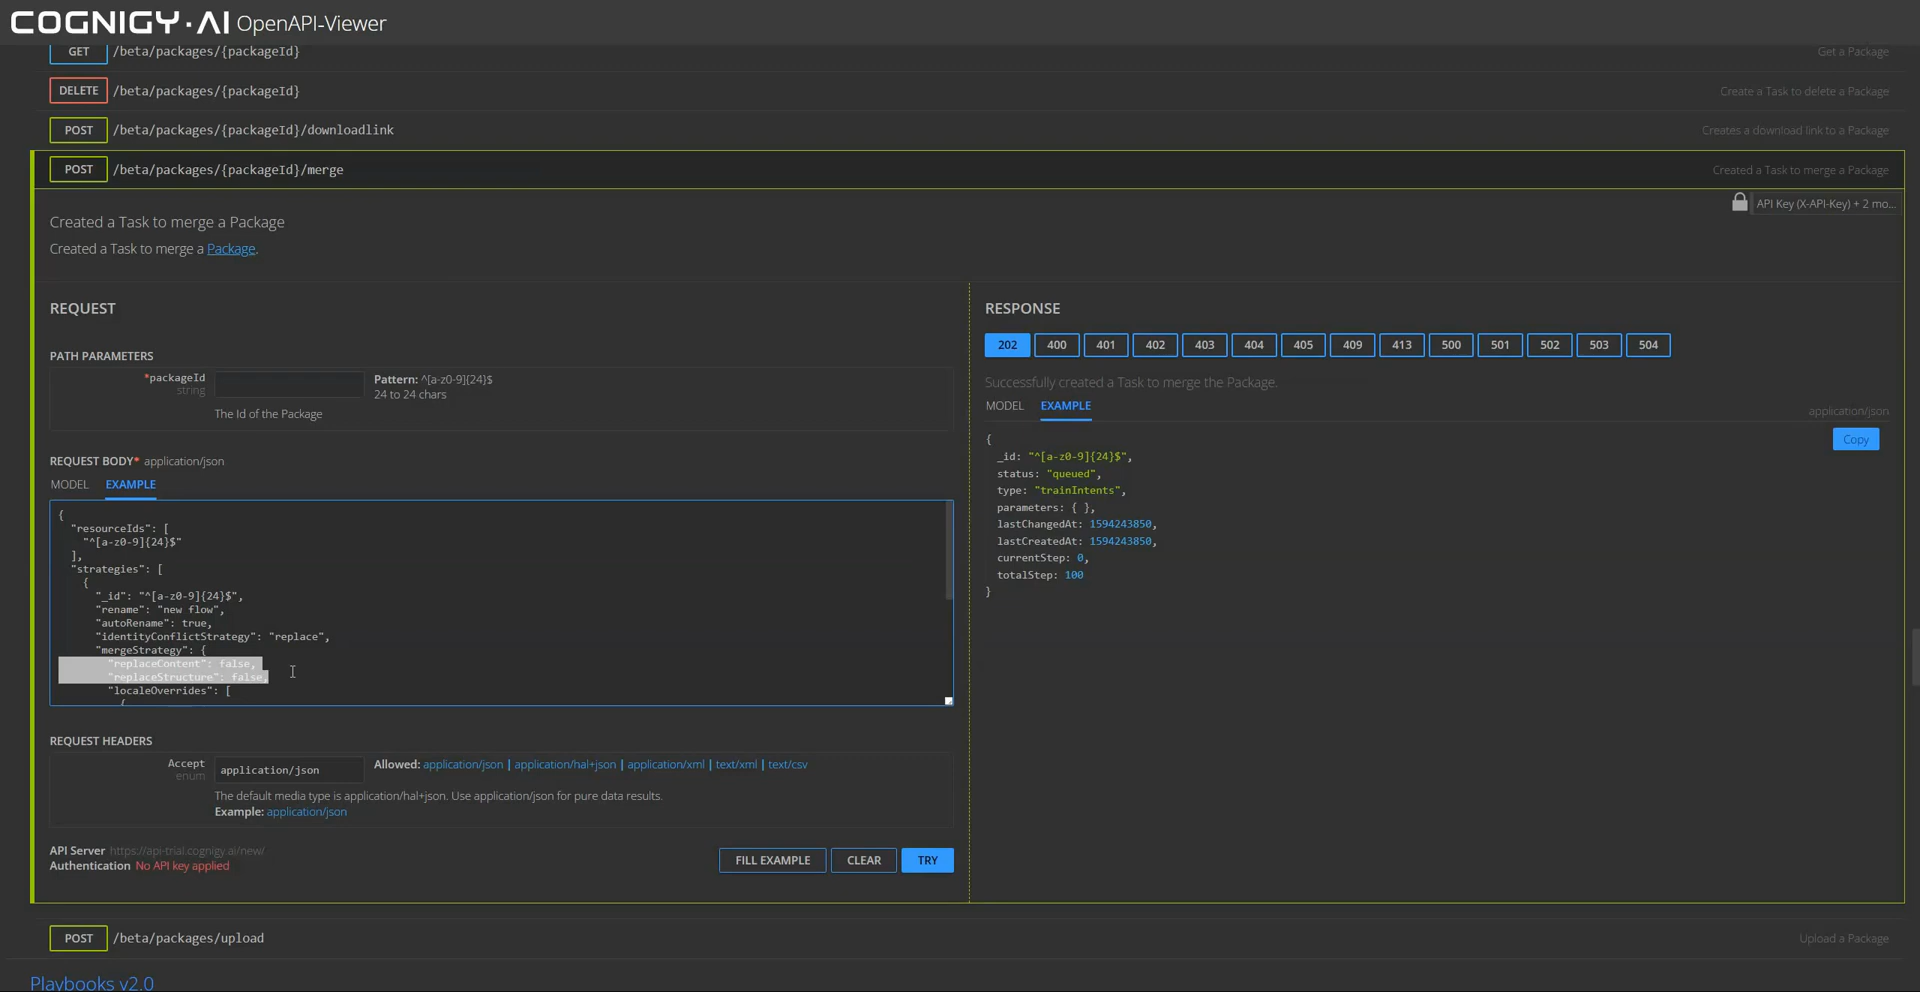 COGNIGY·AI OpenAPI-Viewer
GET /beta/packages/{packageId} Get a Package
DELETE /beta/packages/{packageId} Create a Task to delete a Package
POST /beta/packages/{packageId}/downloadlink Creates a download link to a Package
POST /beta/packages/{packageId}/merge Created a Task to merge a Package
API Key (X-API-Key) + 2 mo...
Created a Task to merge a Package
Created a Task to merge a Package.
REQUEST
PATH PARAMETERS
*packageId
string
Pattern: ^[a-z0-9]{24}$
24 to 24 chars
The Id of the Package
REQUEST BODY* application/json
MODEL EXAMPLE
{
"resourceIds": [
"^[a-z0-9]{24}$"
],
"strategies": [
{
"_id": "^[a-z0-9]{24}$",
"rename": "new flow",
"autoRename": true,
"identityConflictStrategy": "replace",
"mergeStrategy": {
"replaceContent": false,
"replaceStructure": false,
"localeOverrides": [
{
REQUEST HEADERS
Accept
enum
application/json
Allowed: application/json | application/hal+json | application/xml | text/xml | text/csv
The default media type is application/hal+json. Use application/json for pure data results.
Example: application/json
API Server https://api-trial.cognigy.ai/new/
Authentication No API key applied
FILL EXAMPLE CLEAR TRY
RESPONSE
202 400 401 402 403 404 405 409 413 500 501 502 503 504
Successfully created a Task to merge the Package.
MODEL EXAMPLE
application/json
Copy
{
_id: "^[a-z0-9]{24}$",
status: "queued",
type: "trainIntents",
parameters: { },
lastChangedAt: 1594243850,
lastCreatedAt: 1594243850,
currentStep: 0,
totalStep: 100
}
POST /beta/packages/upload Upload a Package
Playbooks v2.0